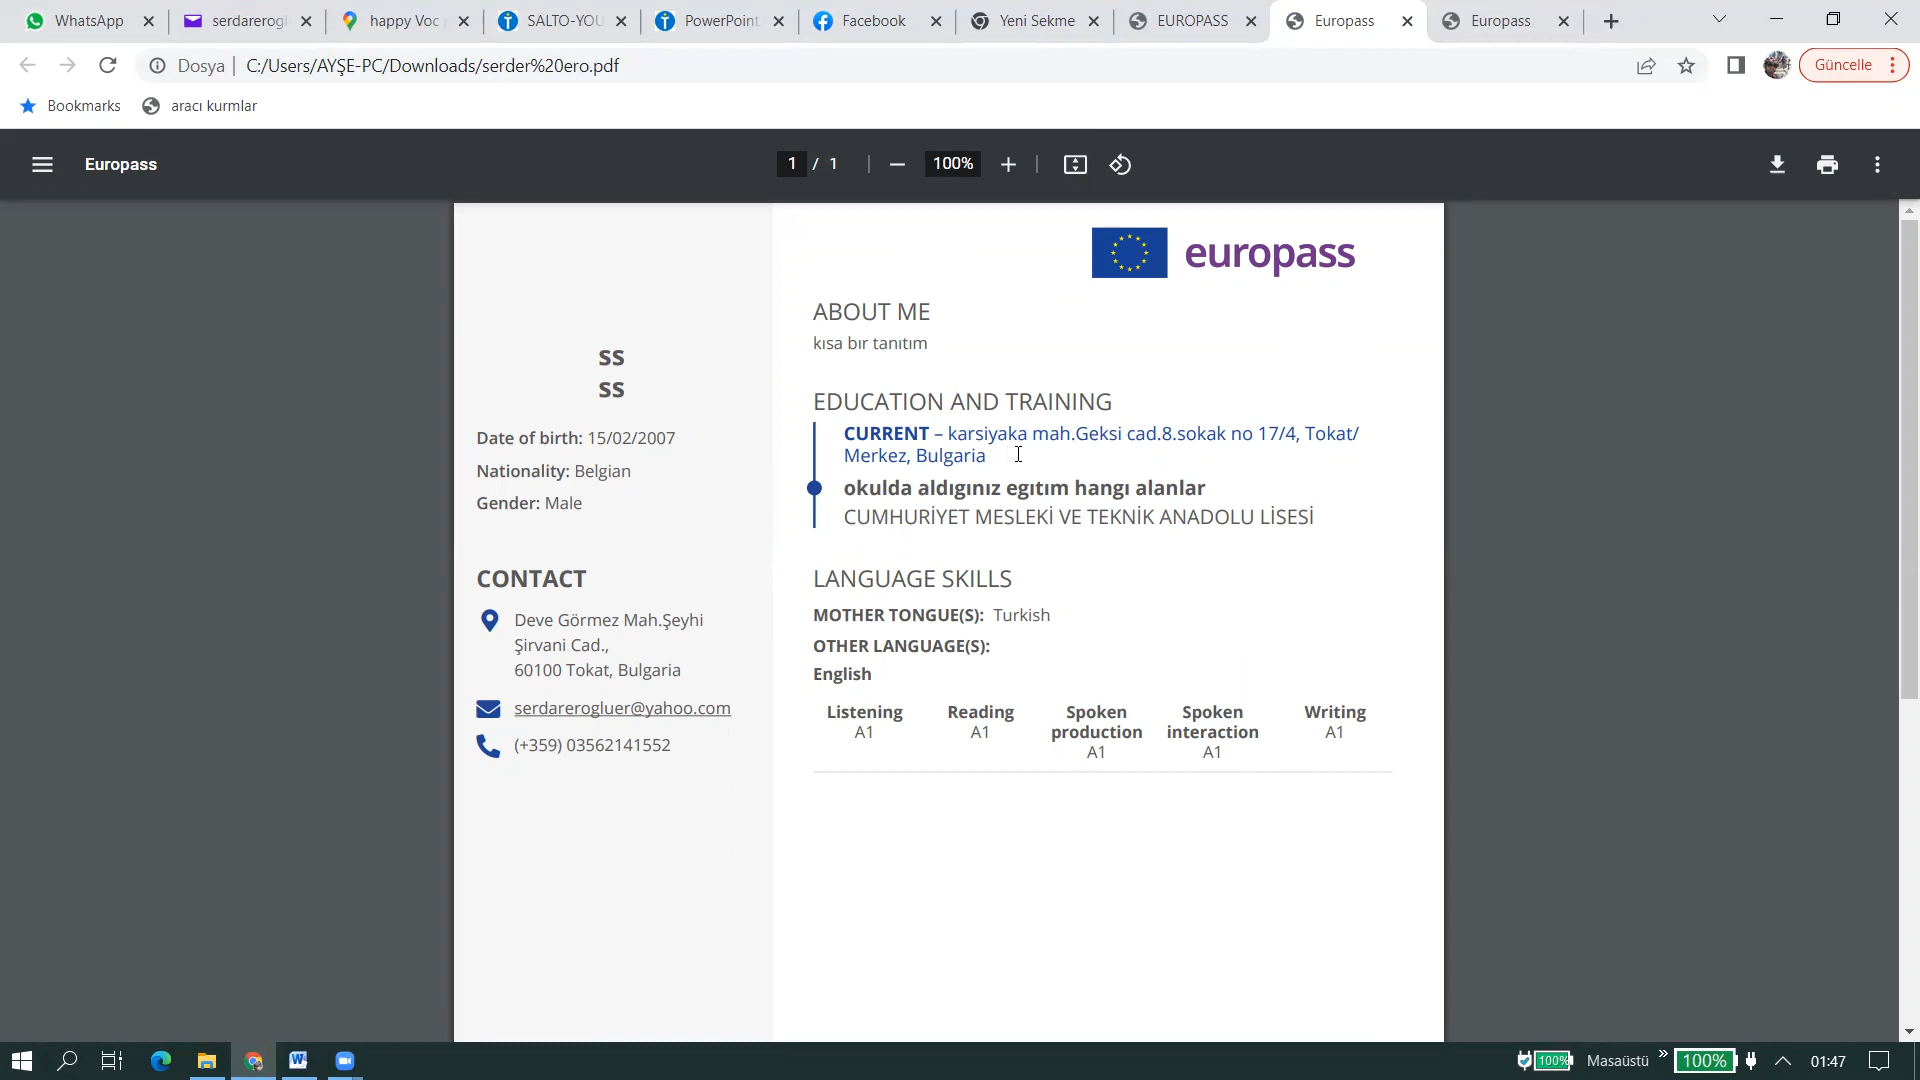 WhatsApp
serdareroğl
happy Voc
SALTO-YOU
PowerPoint
Facebook
Yeni Sekme
EUROPASS
Europass
Europass
Dosya
C:/Users/AYŞE-PC/Downloads/serder%20ero.pdf
Güncelle
Bookmarks
aracı kurmlar
Europass
1 / 1
100%
europass
ss
ss
Date of birth: 15/02/2007
Nationality: Belgian
Gender: Male
CONTACT
Deve Görmez Mah.Şeyhi
Şirvani Cad.,
60100 Tokat, Bulgaria
serdarerogluer@yahoo.com
(+359) 03562141552
ABOUT ME
kısa bır tanıtım
EDUCATION AND TRAINING
CURRENT – karsiyaka mah.Geksi cad.8.sokak no 17/4, Tokat/
Merkez, Bulgaria
okulda aldıgınız egıtım hangı alanlar
CUMHURİYET MESLEKİ VE TEKNİK ANADOLU LİSESİ
LANGUAGE SKILLS
MOTHER TONGUE(S): Turkish
OTHER LANGUAGE(S):
English
Listening
A1
Reading
A1
Spoken
production
A1
Spoken
interaction
A1
Writing
A1
100%
Masaüstü
100%
01:47